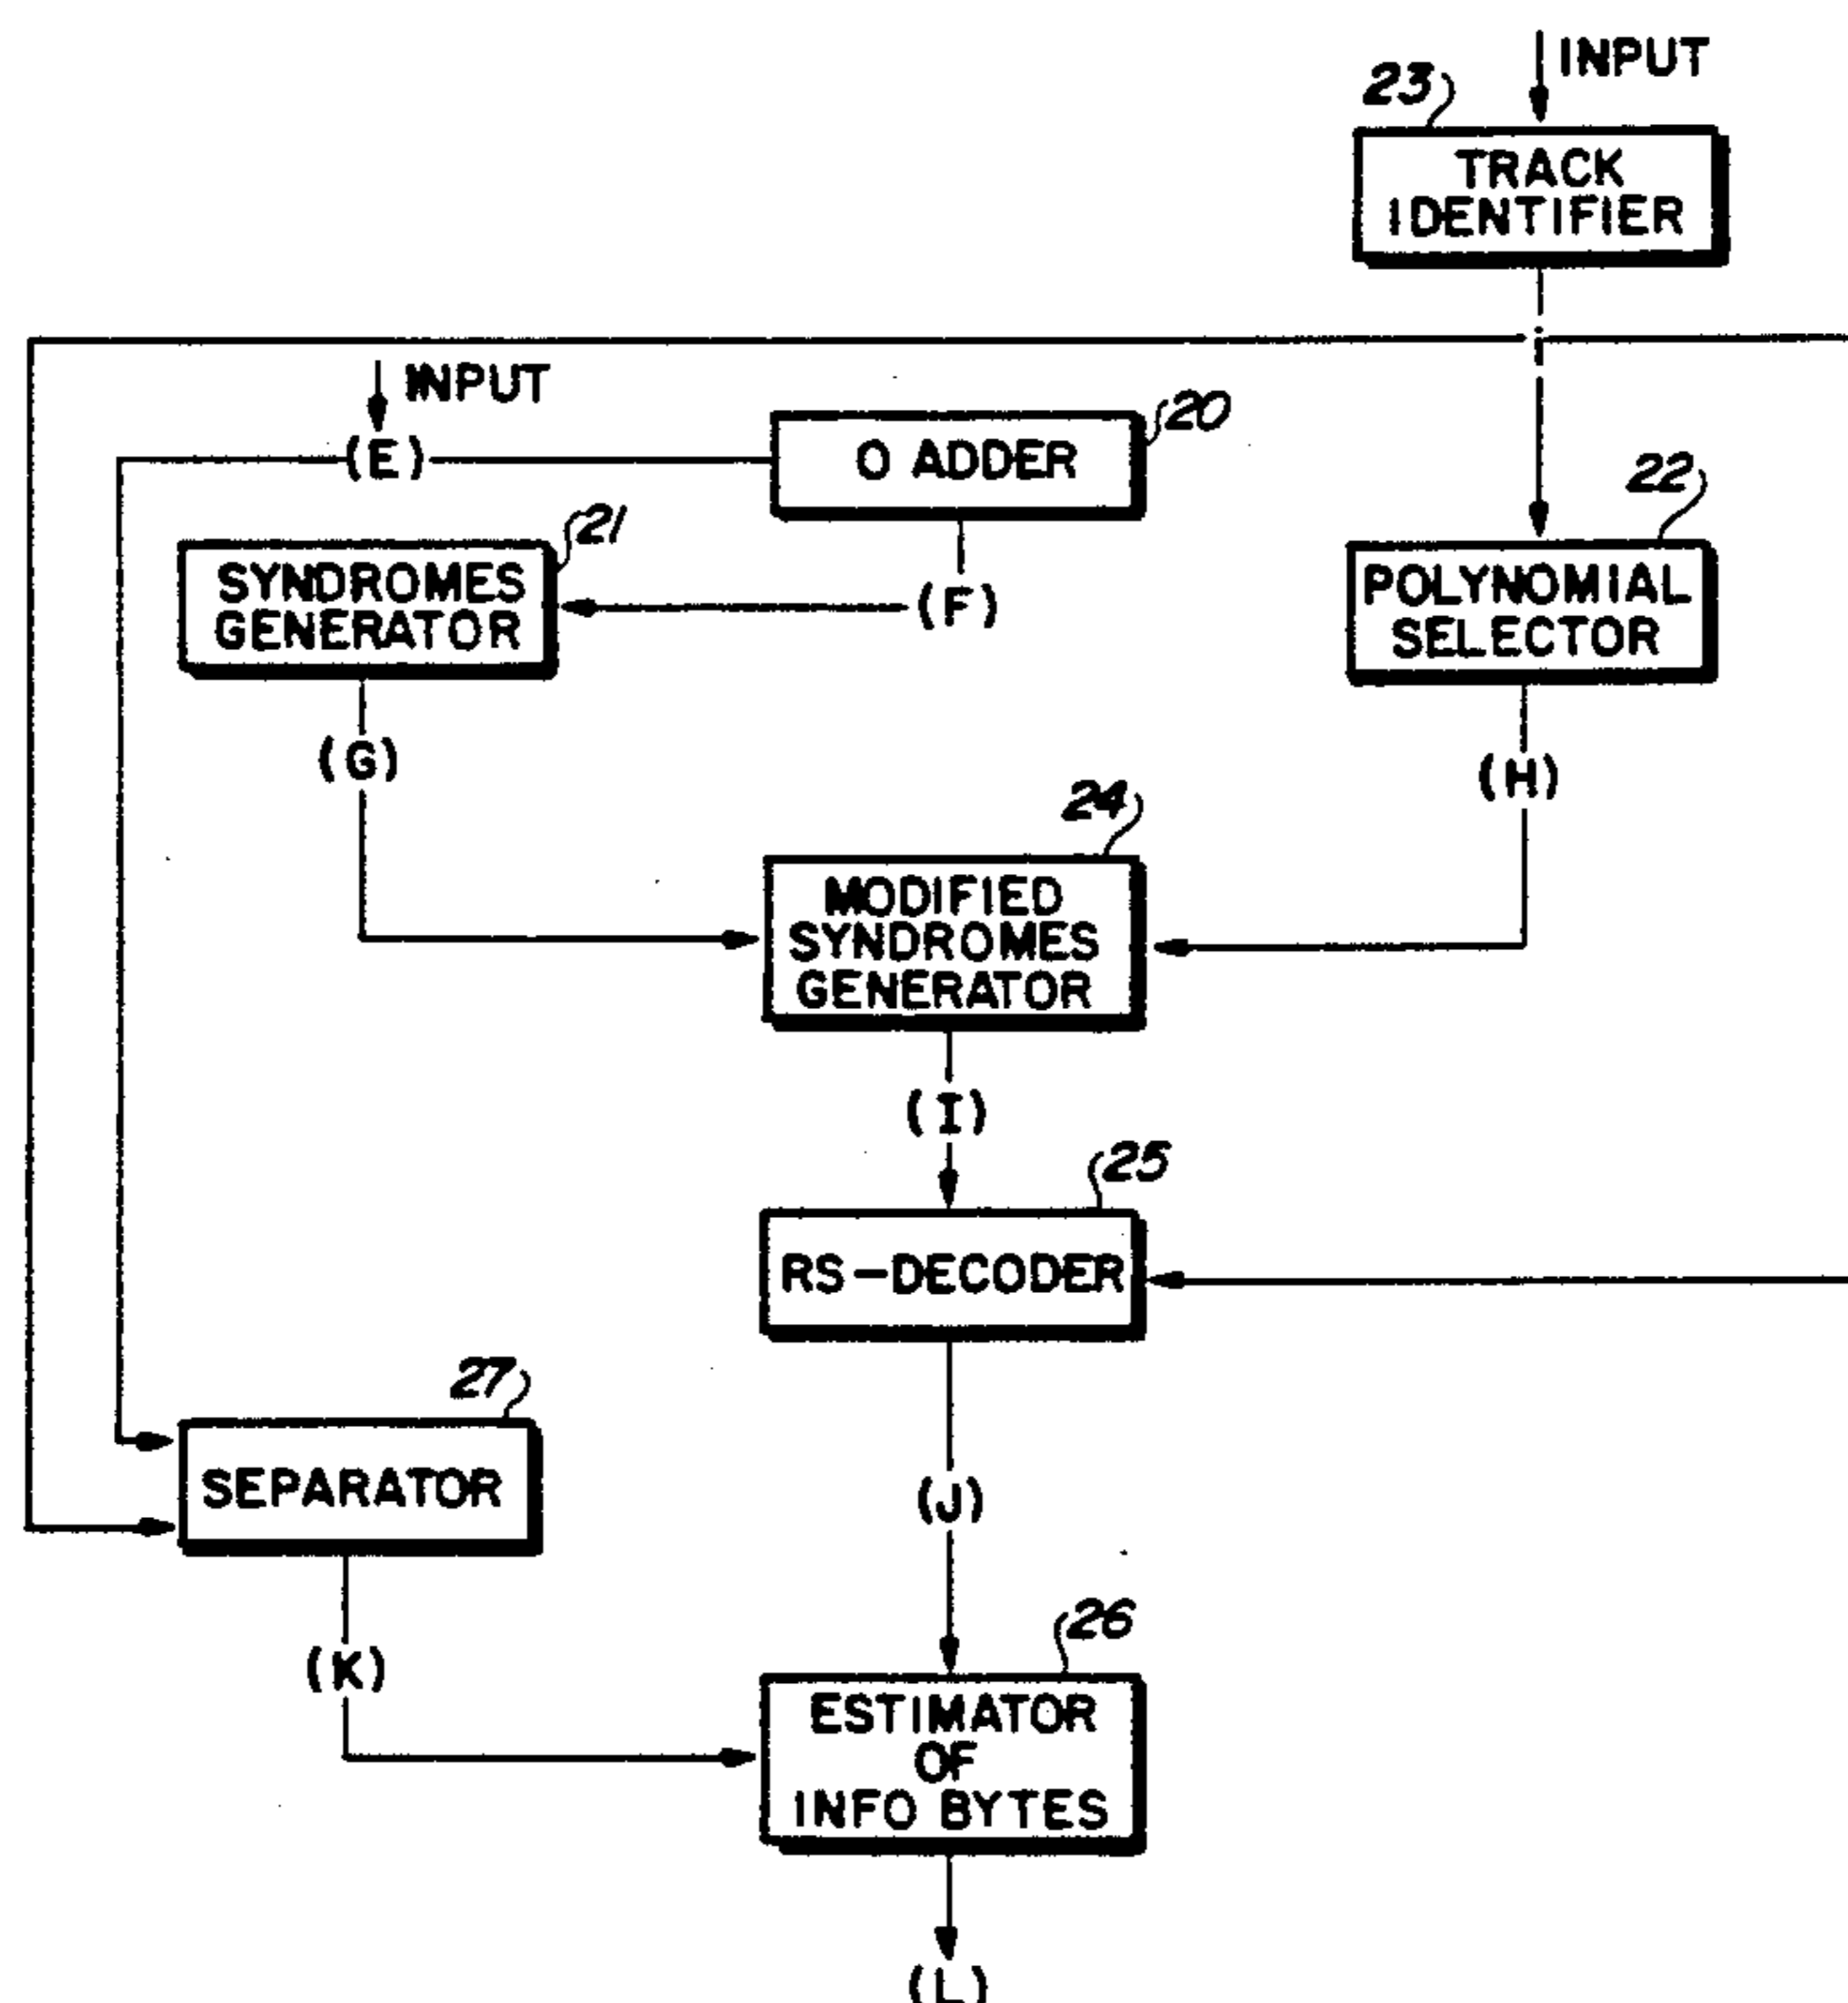 INPUT
23
TRACK
IDENTIFIER
INPUT
(E)
O ADDER
20
22
21
SYNDROMES
GENERATOR
(F)
POLYNOMIAL
SELECTOR
(G)
(H)
24
MODIFIED
SYNDROMES
GENERATOR
(I)
25
RS-DECODER
27
SEPARATOR
(J)
26
(K)
ESTIMATOR
OF
INFO BYTES
(L)